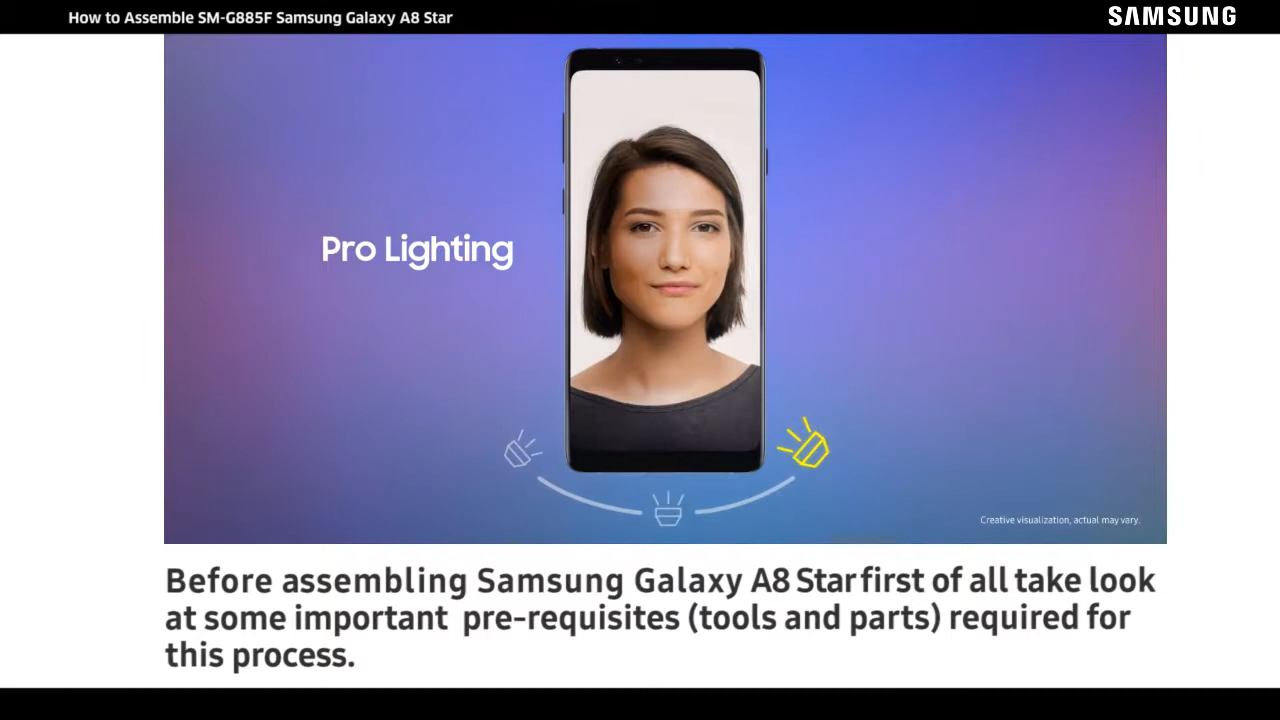 How to Assemble SM-G885F Samsung Galaxy A8 Star
SAMSUNG
Pro Lighting
Creative visualization, actual may vary.
Before assembling Samsung Galaxy A8 Star first of all take look
at some important pre-requisites (tools and parts) required for
this process.